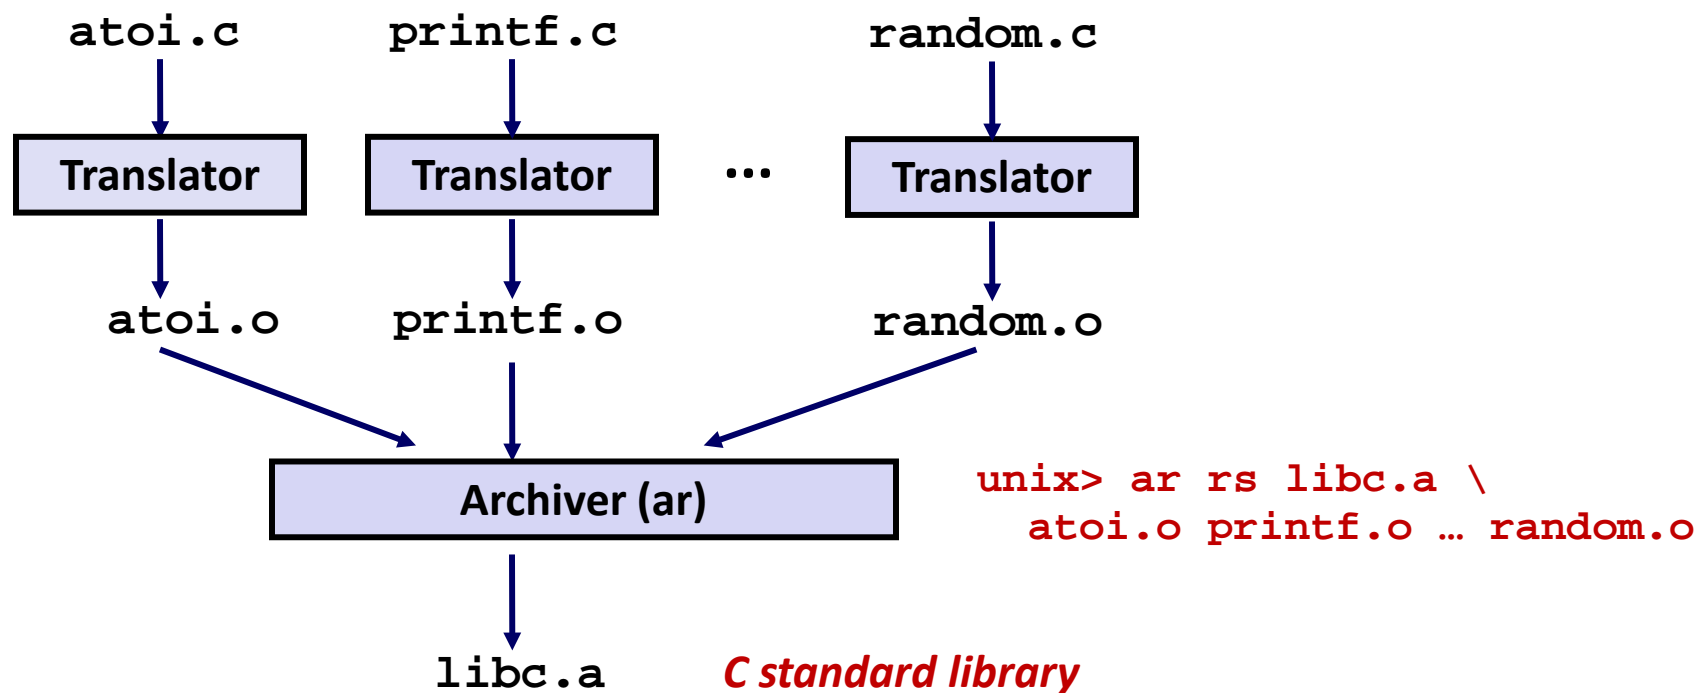 atoi.c printf.c random.c
Translator Translator ... Translator
atoi.o printf.o random.o
Archiver (ar)
unix> ar rs libc.a \
atoi.o printf.o … random.o
libc.a C standard library